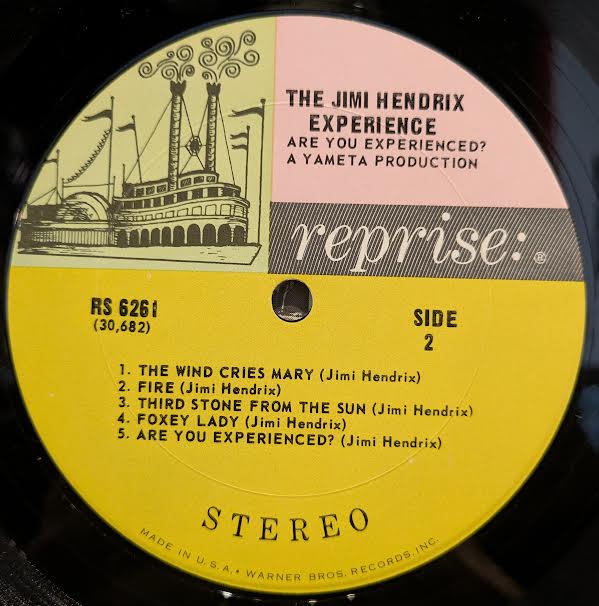 THE JIMI HENDRIX
EXPERIENCE
ARE YOU EXPERIENCED?
A YAMETA PRODUCTION
reprise: ®
RS 6261
(30,682)
SIDE
2
1. THE WIND CRIES MARY (Jimi Hendrix)
2. FIRE (Jimi Hendrix)
3. THIRD STONE FROM THE SUN (Jimi Hendrix)
4. FOXEY LADY (Jimi Hendrix)
5. ARE YOU EXPERIENCED? (Jimi Hendrix)
STEREO
MADE IN U.S.A. • WARNER BROS. RECORDS, INC.